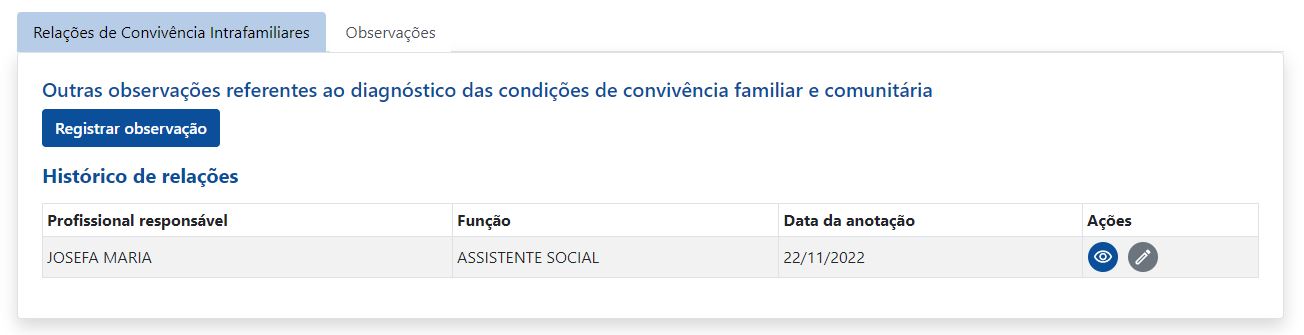 Relações de Convivência Intrafamiliares Observações
Outras observações referentes ao diagnóstico das condições de convivência familiar e comunitária
Registrar observação
Histórico de relações
Profissional responsável Função Data da anotação Ações
JOSEFA MARIA ASSISTENTE SOCIAL 22/11/2022